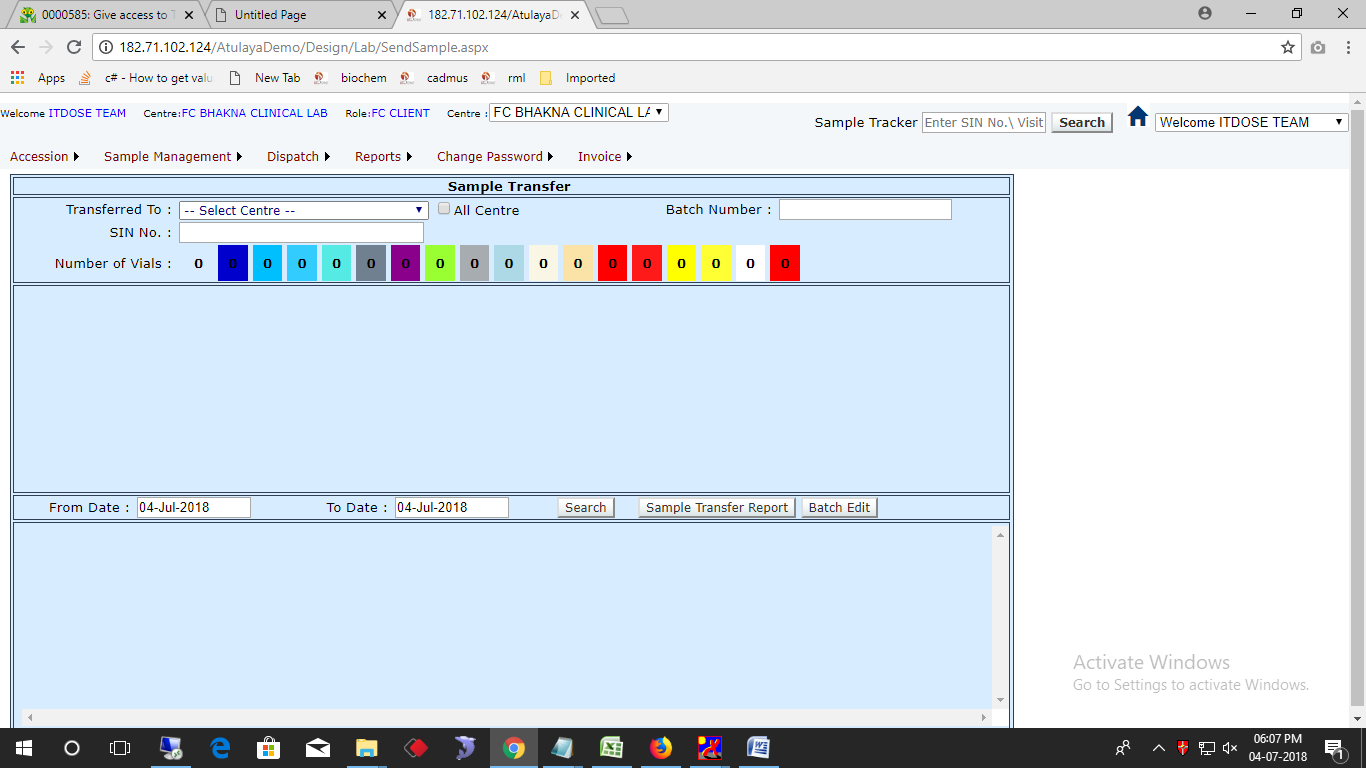 0000585: Give access to T
Untitled Page
182.71.102.124/AtulayaD
182.71.102.124/AtulayaDemo/Design/Lab/SendSample.aspx
Apps c# - How to get valu New Tab biochem cadmus rml Imported
Welcome ITDOSE TEAM Centre:FC BHAKNA CLINICAL LAB Role:FC CLIENT Centre : FC BHAKNA CLINICAL LA
Sample Tracker Enter SIN No.\ Visit Search Welcome ITDOSE TEAM
Accession Sample Management Dispatch Reports Change Password Invoice
Sample Transfer
Transferred To : -- Select Centre -- All Centre Batch Number :
SIN No. :
Number of Vials : 0 0 0 0 0 0 0 0 0 0 0 0 0 0 0 0 0 0
From Date : 04-Jul-2018 To Date : 04-Jul-2018 Search Sample Transfer Report Batch Edit
Activate Windows
Go to Settings to activate Windows.
06:07 PM
04-07-2018
1